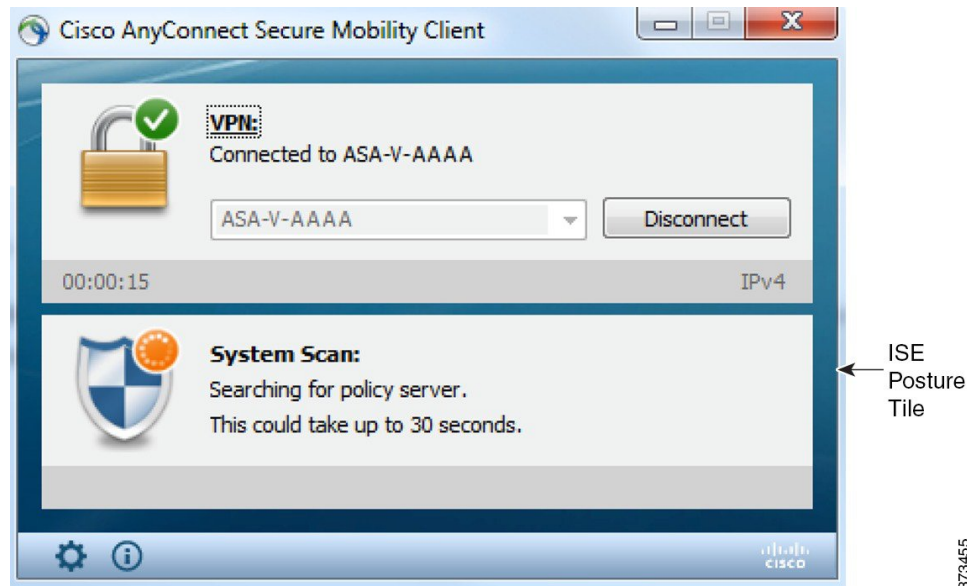 Cisco AnyConnect Secure Mobility Client
VPN:
Connected to ASA-V-AAAA
ASA-V-AAAA
Disconnect
00:00:15
IPv4
System Scan:
Searching for policy server.
This could take up to 30 seconds.
ISE
Posture
Tile
CISCO
373455